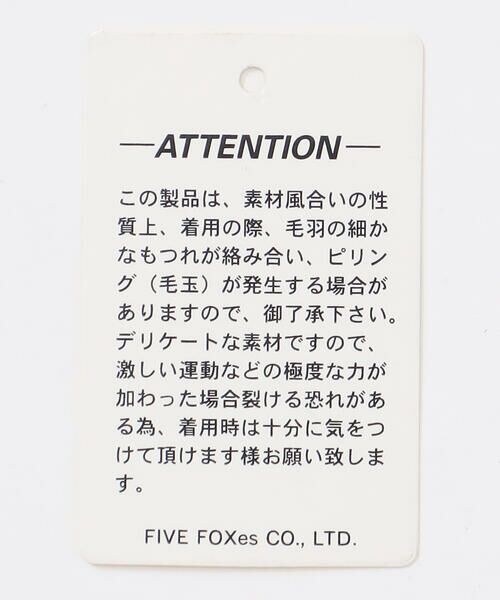 —ATTENTION—
この製品は、素材風合いの性
質上、着用の際、毛羽の細か
なもつれが絡み合い、ピリン
グ（毛玉）が発生する場合が
ありますので、御了承下さい。
デリケートな素材ですので、
激しい運動などの極度な力が
加わった場合裂ける恐れがあ
る為、着用時は十分に気をつ
けて頂けます様お願い致しま
す。
FIVE FOXes CO., LTD.